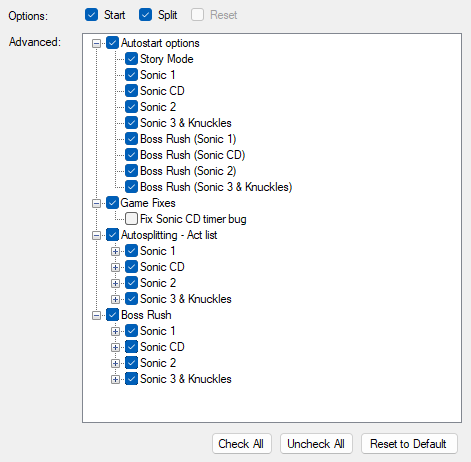 Options: Start Split Reset
Advanced: Autostart options
Story Mode
Sonic 1
Sonic CD
Sonic 2
Sonic 3 & Knuckles
Boss Rush (Sonic 1)
Boss Rush (Sonic CD)
Boss Rush (Sonic 2)
Boss Rush (Sonic 3 & Knuckles)
Game Fixes
Fix Sonic CD timer bug
Autosplitting - Act list
Sonic 1
Sonic CD
Sonic 2
Sonic 3 & Knuckles
Boss Rush
Sonic 1
Sonic CD
Sonic 2
Sonic 3 & Knuckles
Check All Uncheck All Reset to Default